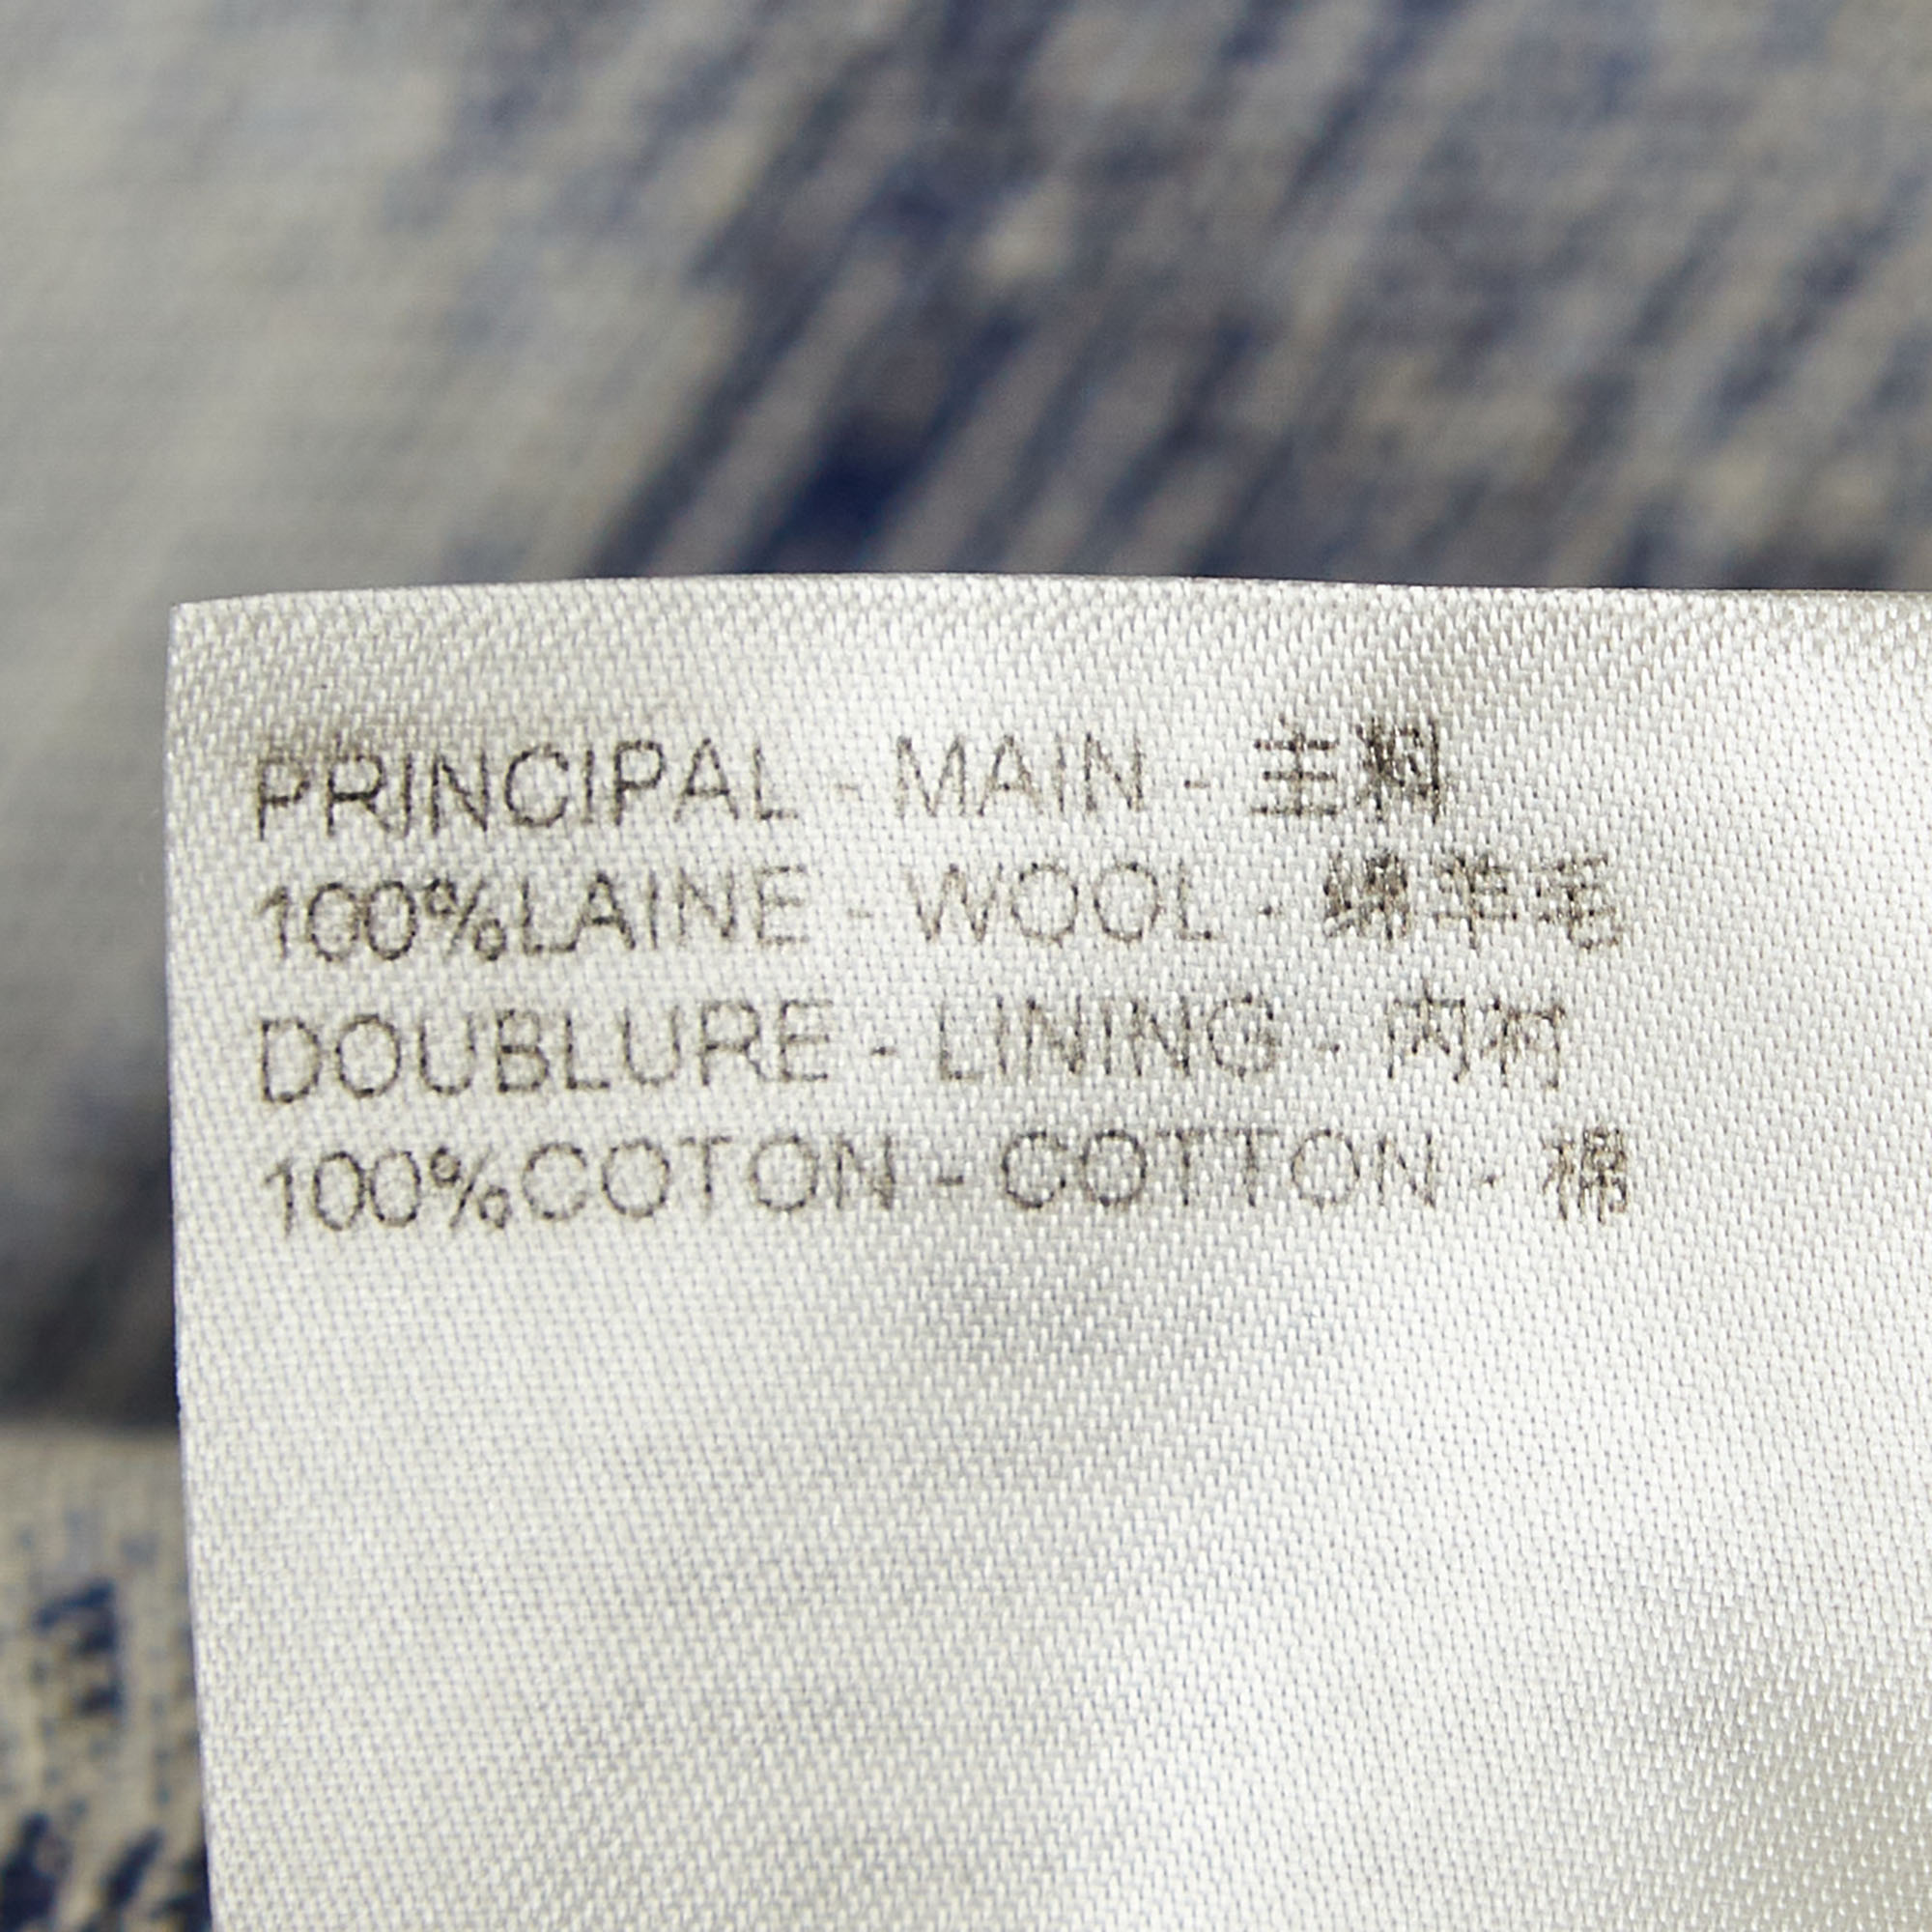 PRINCIPAL - MAIN - 主料
100%LAINE - WOOL - 绵羊毛
DOUBLURE - LINING - 内衬
100%COTON - COTTON - 棉